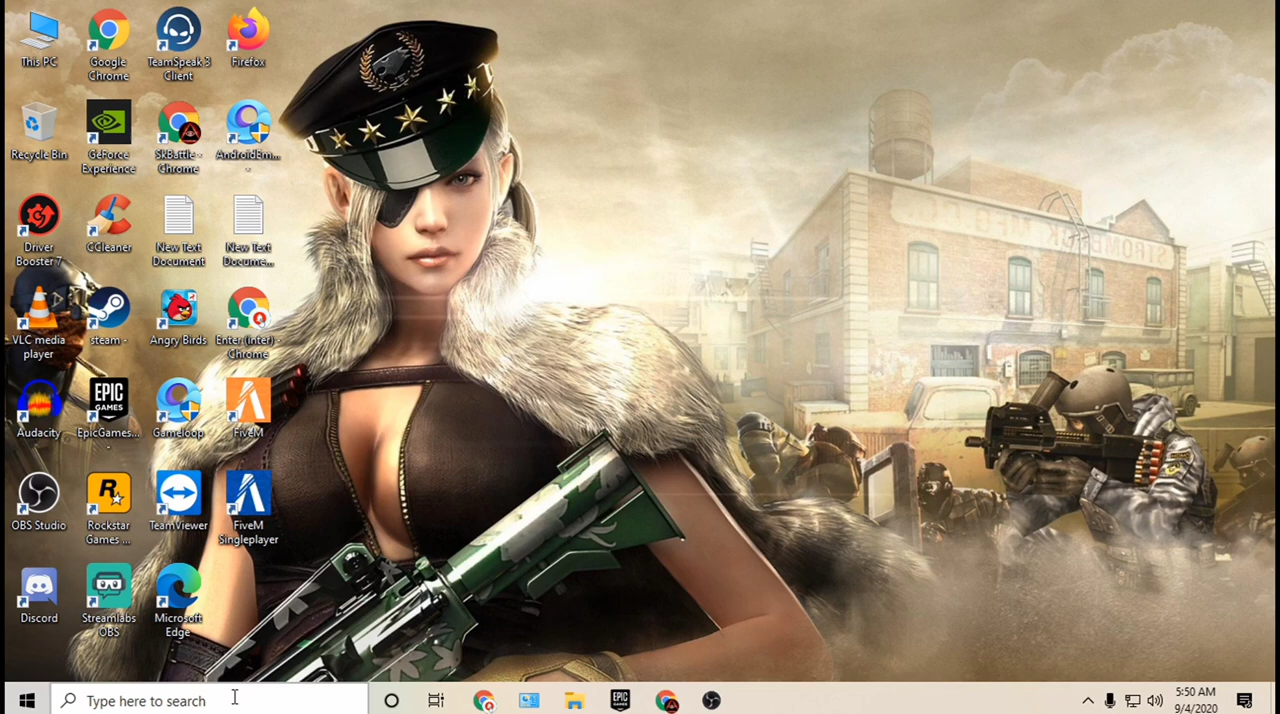 This PC
Google
Chrome
TeamSpeak 3
Client
Firefox
Recycle Bin
GeForce
Experience
SkBattle -
Chrome
AndroidEm...
Driver
Booster 7
CCleaner
New Text
Document
New Text
Docume...
VLC media
player
steam -
Angry Birds
Enter (inter) -
Chrome
Audacity
EPIC
GAMES
EpicGames...
Gameloop
FiveM
OBS Studio
R
Rockstar
Games ...
TeamViewer
FiveM
Singleplayer
Discord
Streamlabs
OBS
Microsoft
Edge
Type here to search
EPIC
GAMES
5:50 AM
9/4/2020